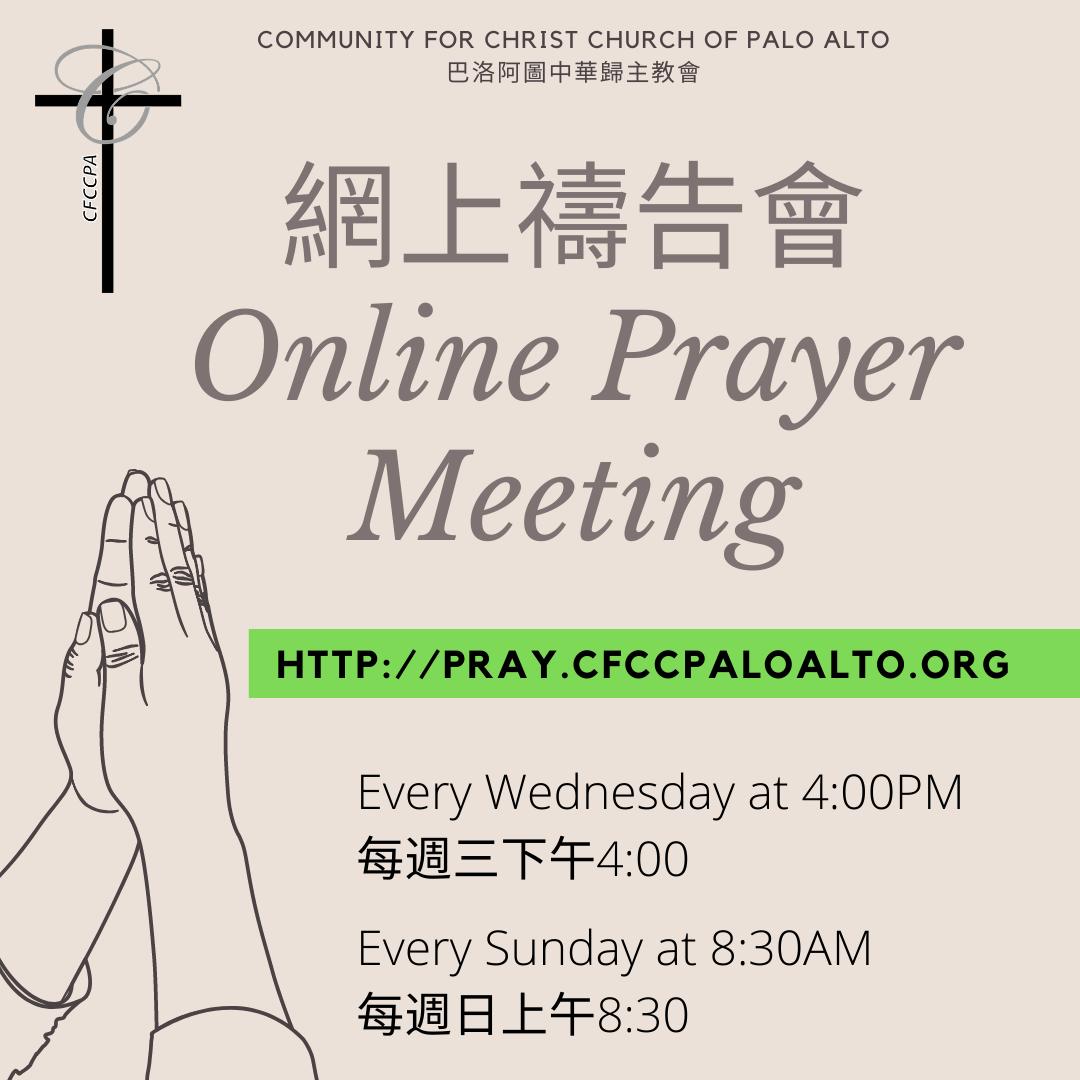 COMMUNITY FOR CHRIST CHURCH OF PALO ALTO
巴洛阿圖中華歸主教會
C
CFCCPA
網上禱告會
Online Prayer
Meeting
HTTP://PRAY.CFCCPALOALTO.ORG
Every Wednesday at 4:00PM
每週三下午4:00
Every Sunday at 8:30AM
每週日上午8:30